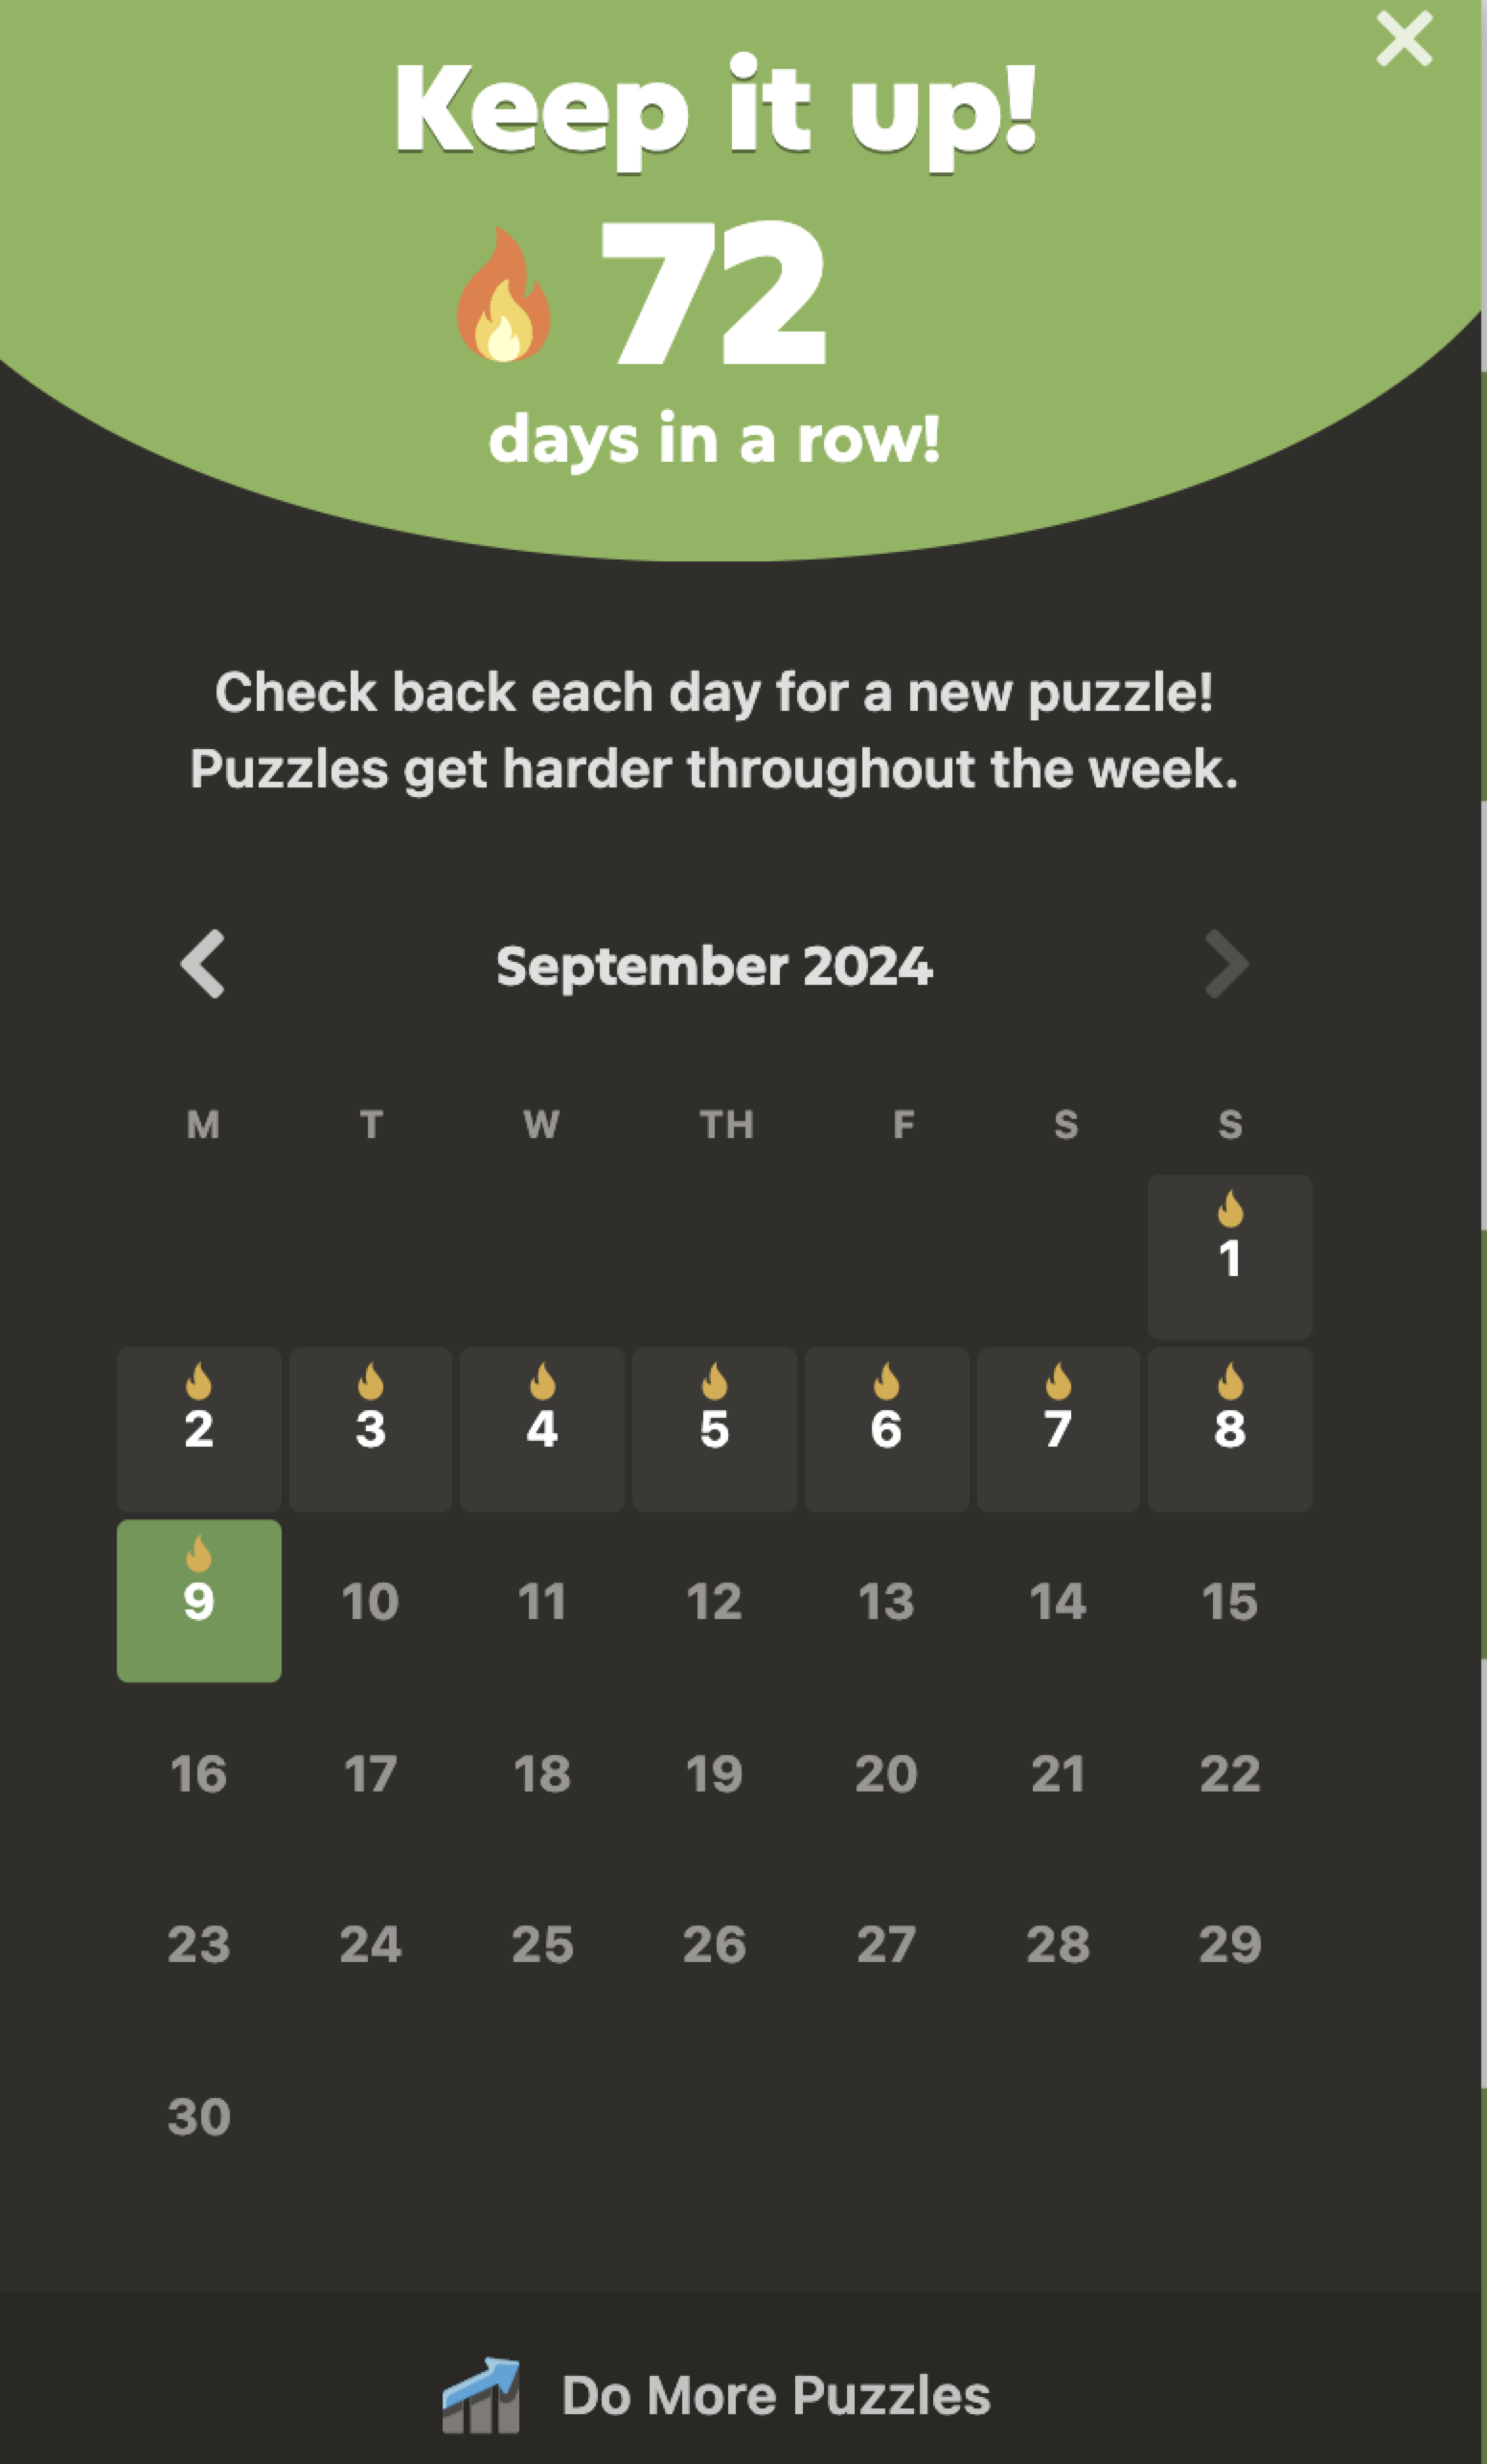 Keep it up!
72
days in a row!
Check back each day for a new puzzle!
Puzzles get harder throughout the week.
September 2024
M T W TH F S S
1
2 3 4 5 6 7 8
9 10 11 12 13 14 15
16 17 18 19 20 21 22
23 24 25 26 27 28 29
30
Do More Puzzles